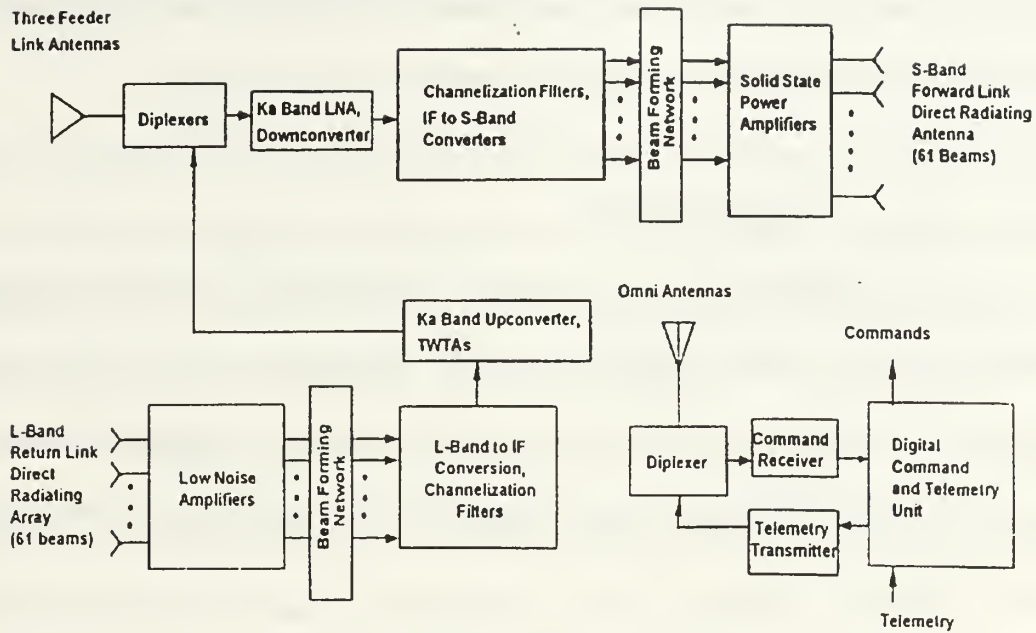 Three Feeder
Link Antennas
Diplexers
Ka Band LNA,
Downconverter
Channelization Filters,
IF to S-Band
Converters
Beam Forming
Network
Solid State
Power
Amplifiers
S-Band
Forward Link
Direct Radiating
Antenna
(61 Beams)
Ka Band Upconverter,
TWTAs
L-Band
Return Link
Direct
Radiating
Array
(61 beams)
Low Noise
Amplifiers
Beam Forming
Network
L-Band to IF
Conversion,
Channelization
Filters
Omni Antennas
Diplexer
Command
Receiver
Telemetry
Transmitter
Commands
Digital
Command
and Telemetry
Unit
Telemetry